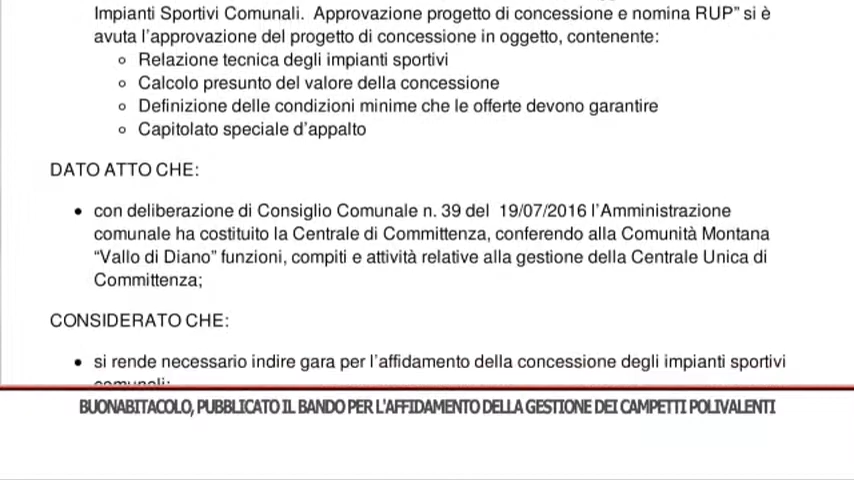 Impianti Sportivi Comunali. Approvazione progetto di concessione e nomina RUP” si è
avuta l’approvazione del progetto di concessione in oggetto, contenente:
◦ Relazione tecnica degli impianti sportivi
◦ Calcolo presunto del valore della concessione
◦ Definizione delle condizioni minime che le offerte devono garantire
◦ Capitolato speciale d’appalto
DATO ATTO CHE:
• con deliberazione di Consiglio Comunale n. 39 del 19/07/2016 l’Amministrazione
comunale ha costituito la Centrale di Committenza, conferendo alla Comunità Montana
“Vallo di Diano” funzioni, compiti e attività relative alla gestione della Centrale Unica di
Committenza;
CONSIDERATO CHE:
• si rende necessario indire gara per l’affidamento della concessione degli impianti sportivi
comunali;
BUONABITACOLO, PUBBLICATO IL BANDO PER L'AFFIDAMENTO DELLA GESTIONE DEI CAMPETTI POLIVALENTI